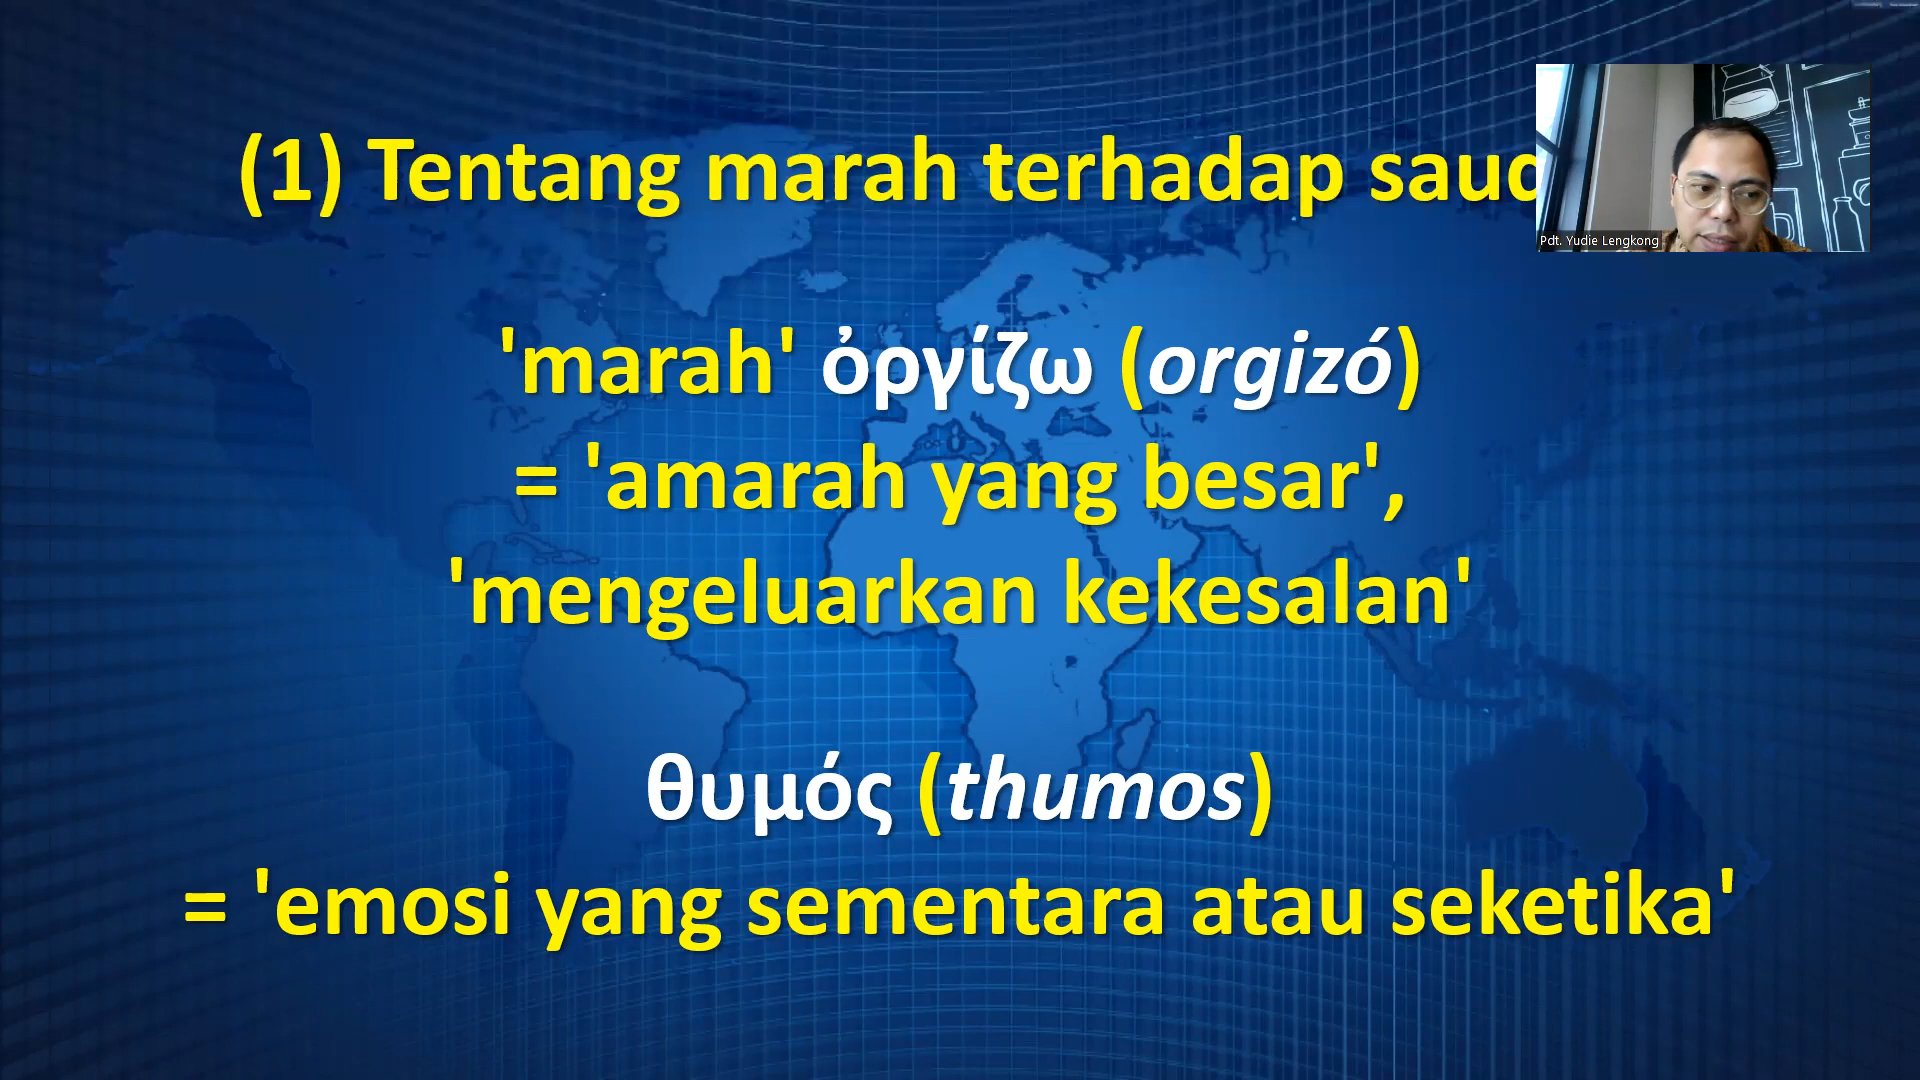 (1) Tentang marah terhadap
Pdt. Yudie Lengkong
'marah' ὀργίζω (orgizó)
= 'amarah yang besar',
'mengeluarkan kekesalan'
θυμός (thumos)
= 'emosi yang sementara atau seketika'